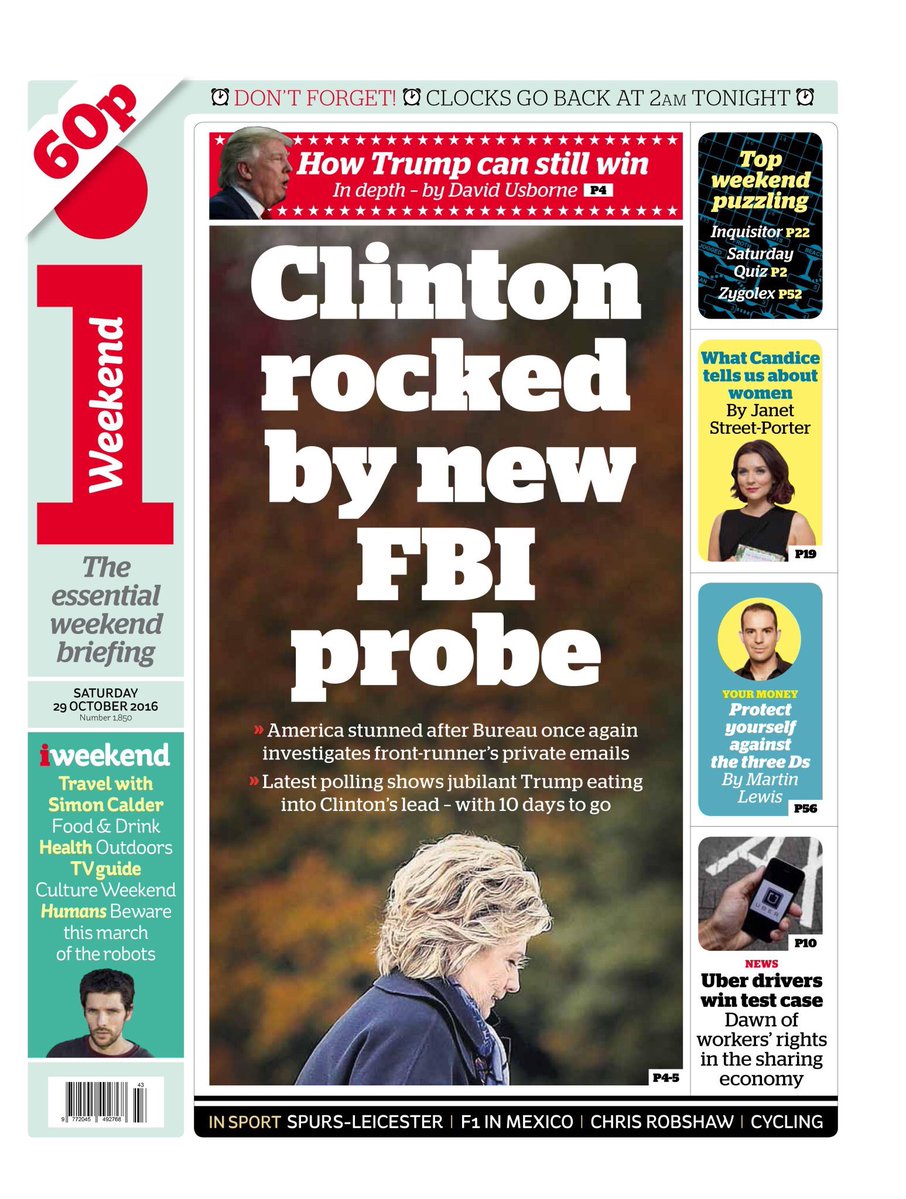 60p
i
Weekend
The
essential
weekend
briefing
SATURDAY
29 OCTOBER 2016
Number 1,850
iweekend
Travel with
Simon Calder
Food & Drink
Health Outdoors
TV guide
Culture Weekend
Humans Beware
this march
of the robots
43
9 772045 492768
DON'T FORGET! CLOCKS GO BACK AT 2AM TONIGHT
How Trump can still win
In depth – by David Usborne P4
Clinton
rocked
by new
FBI
probe
» America stunned after Bureau once again
investigates front-runner's private emails
» Latest polling shows jubilant Trump eating
into Clinton's lead – with 10 days to go
P4-5
Top
weekend
puzzling
Inquisitor P22
Saturday
Quiz P2
Zygolex P52
What Candice
tells us about
women
By Janet
Street-Porter
P19
YOUR MONEY
Protect
yourself
against
the three Ds
By Martin
Lewis
P56
UBER
P10
NEWS
Uber drivers
win test case
Dawn of
workers' rights
in the sharing
economy
IN SPORT SPURS-LEICESTER | F1 IN MEXICO | CHRIS ROBSHAW | CYCLING